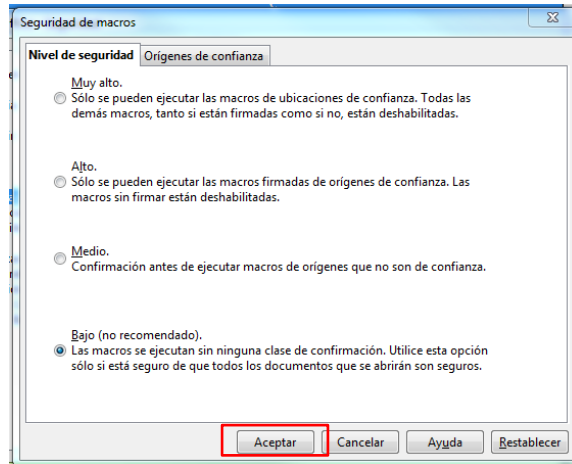 Seguridad de macros
Nivel de seguridad Orígenes de confianza
Muy alto.
Sólo se pueden ejecutar las macros de ubicaciones de confianza. Todas las
demás macros, tanto si están firmadas como si no, están deshabilitadas.
Alto.
Sólo se pueden ejecutar las macros firmadas de orígenes de confianza. Las
macros sin firmar están deshabilitadas.
Medio.
Confirmación antes de ejecutar macros de orígenes que no son de confianza.
Bajo (no recomendado).
Las macros se ejecutan sin ninguna clase de confirmación. Utilice esta opción
sólo si está seguro de que todos los documentos que se abrirán son seguros.
Aceptar Cancelar Ayuda Restablecer